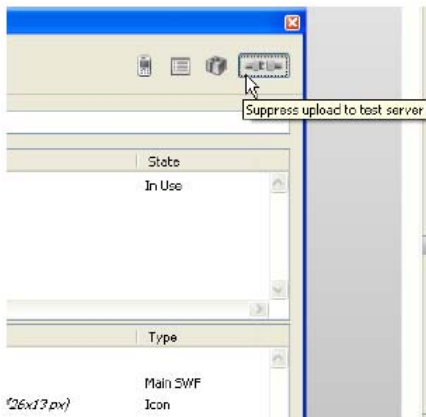 Suppress upload to test server
State
In Use
Type
Main SWF
*26x13 px)
Icon